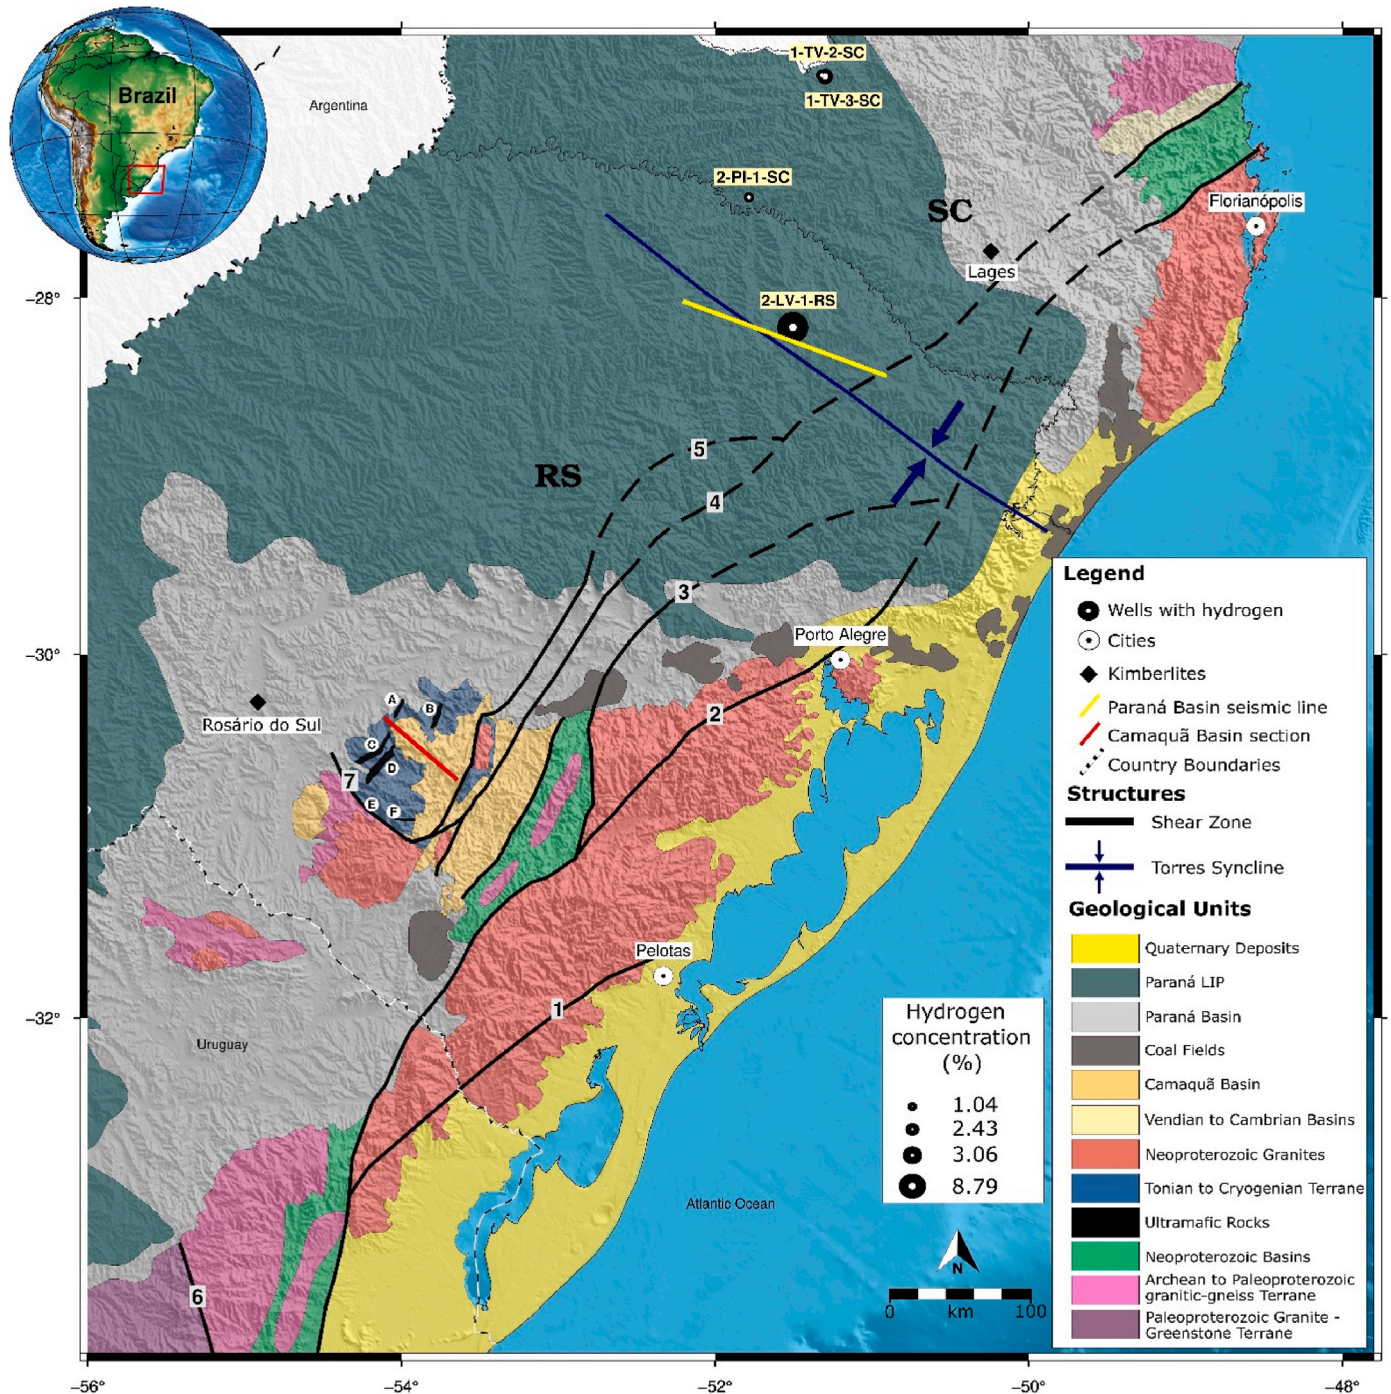 Brazil
Argentina
1-TV-2-SC
1-TV-3-SC
2-PI-1-SC
SC
Florianópolis
Lages
2-LV-1-RS
−28°
5
RS
4
3
Porto Alegre
−30°
2
A
B
Rosário do Sul
C
D
7
E
F
Pelotas
1
−32°
Uruguay
6
Atlantic Ocean
Legend
Wells with hydrogen
Cities
Kimberlites
Paraná Basin seismic line
Camaquã Basin section
Country Boundaries
Structures
Shear Zone
Torres Syncline
Geological Units
Quaternary Deposits
Paraná LIP
Paraná Basin
Coal Fields
Camaquã Basin
Vendian to Cambrian Basins
Neoproterozoic Granites
Tonian to Cryogenian Terrane
Ultramafic Rocks
Neoproterozoic Basins
Archean to Paleoproterozoic
granitic-gneiss Terrane
Paleoproterozoic Granite -
Greenstone Terrane
Hydrogen
concentration
(%)
1.04
2.43
3.06
8.79
N
0 km 100
−56° −54° −52° −50° −48°